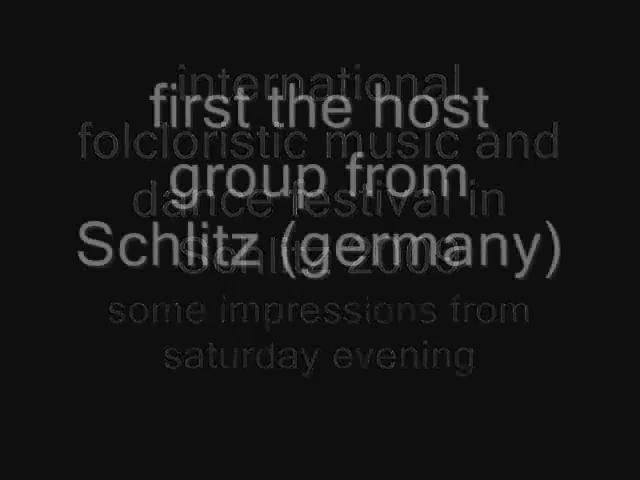 international
first the host
folcloristic music and
group from
dance festival in
Schlitz (germany)
Schlitz
some impressions from
saturday evening